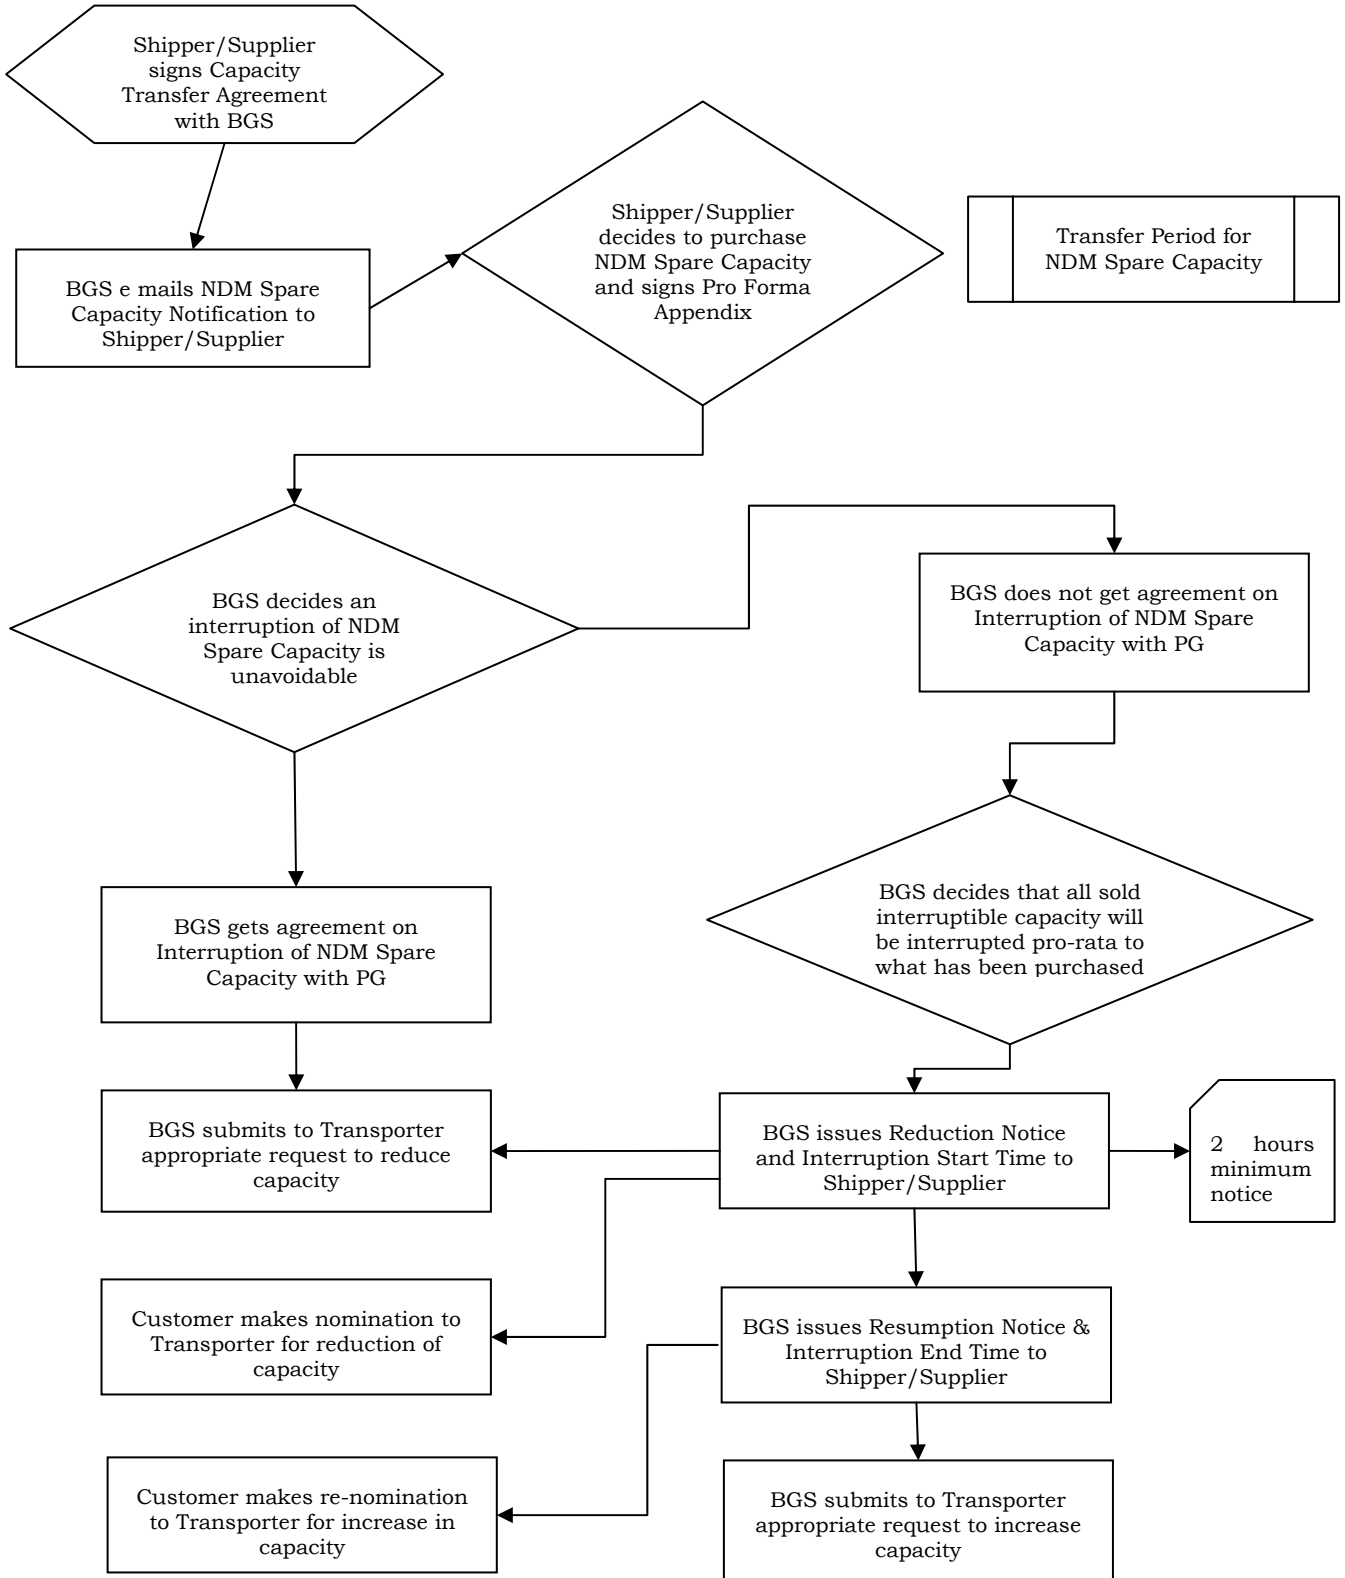 Shipper/Supplier
signs Capacity
Transfer Agreement
with BGS
BGS e mails NDM Spare
Capacity Notification to
Shipper/Supplier
Shipper/Supplier
decides to purchase
NDM Spare Capacity
and signs Pro Forma
Appendix
Transfer Period for
NDM Spare Capacity
BGS decides an
interruption of NDM
Spare Capacity is
unavoidable
BGS does not get agreement on
Interruption of NDM Spare
Capacity with PG
BGS gets agreement on
Interruption of NDM Spare
Capacity with PG
BGS decides that all sold
interruptible capacity will
be interrupted pro-rata to
what has been purchased
BGS submits to Transporter
appropriate request to reduce
capacity
BGS issues Reduction Notice
and Interruption Start Time to
Shipper/Supplier
2 hours
minimum
notice
Customer makes nomination to
Transporter for reduction of
capacity
BGS issues Resumption Notice &
Interruption End Time to
Shipper/Supplier
Customer makes re-nomination
to Transporter for increase in
capacity
BGS submits to Transporter
appropriate request to increase
capacity